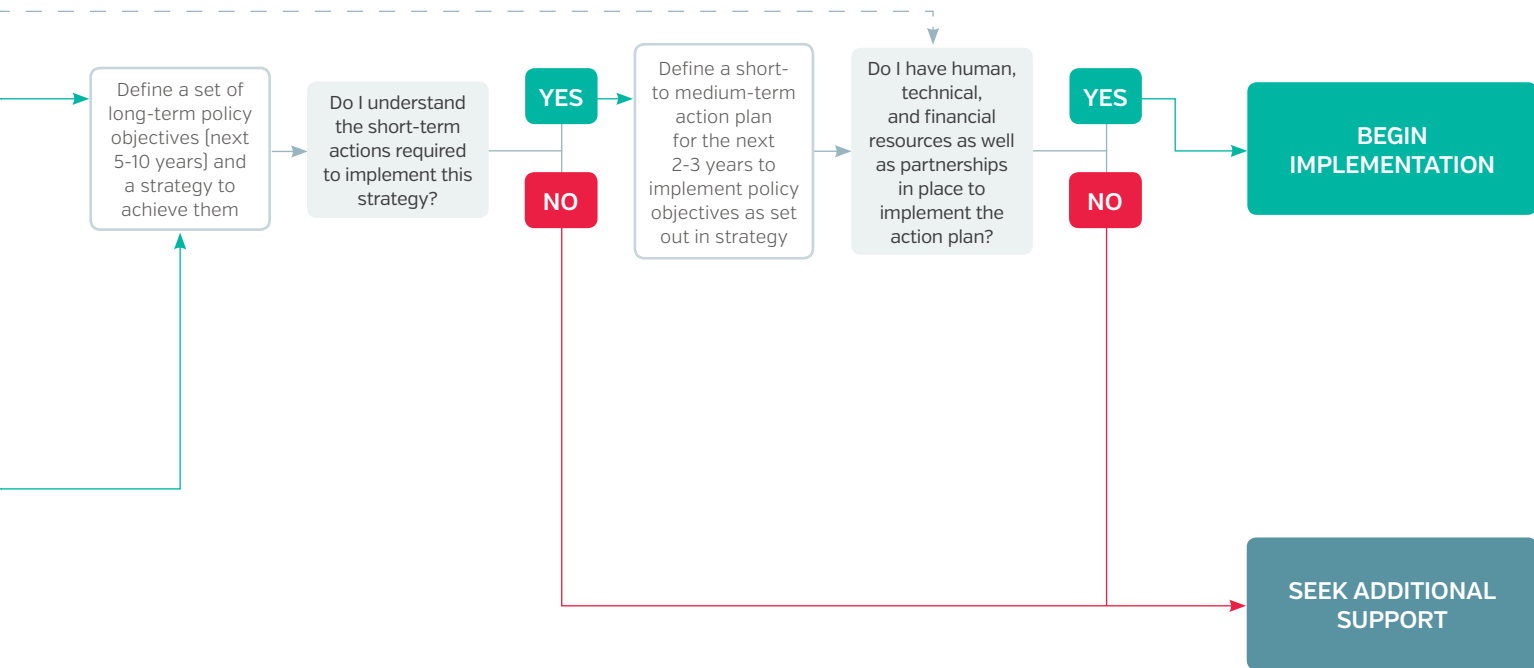 Define a set of
long-term policy
objectives (next
5-10 years) and
a strategy to
achieve them
Do I understand
the short-term
actions required
to implement this
strategy?
YES
NO
Define a short-
to medium-term
action plan
for the next
2-3 years to
implement policy
objectives as set
out in strategy
Do I have human,
technical,
and financial
resources as well
as partnerships
in place to
implement the
action plan?
YES
NO
BEGIN
IMPLEMENTATION
SEEK ADDITIONAL
SUPPORT